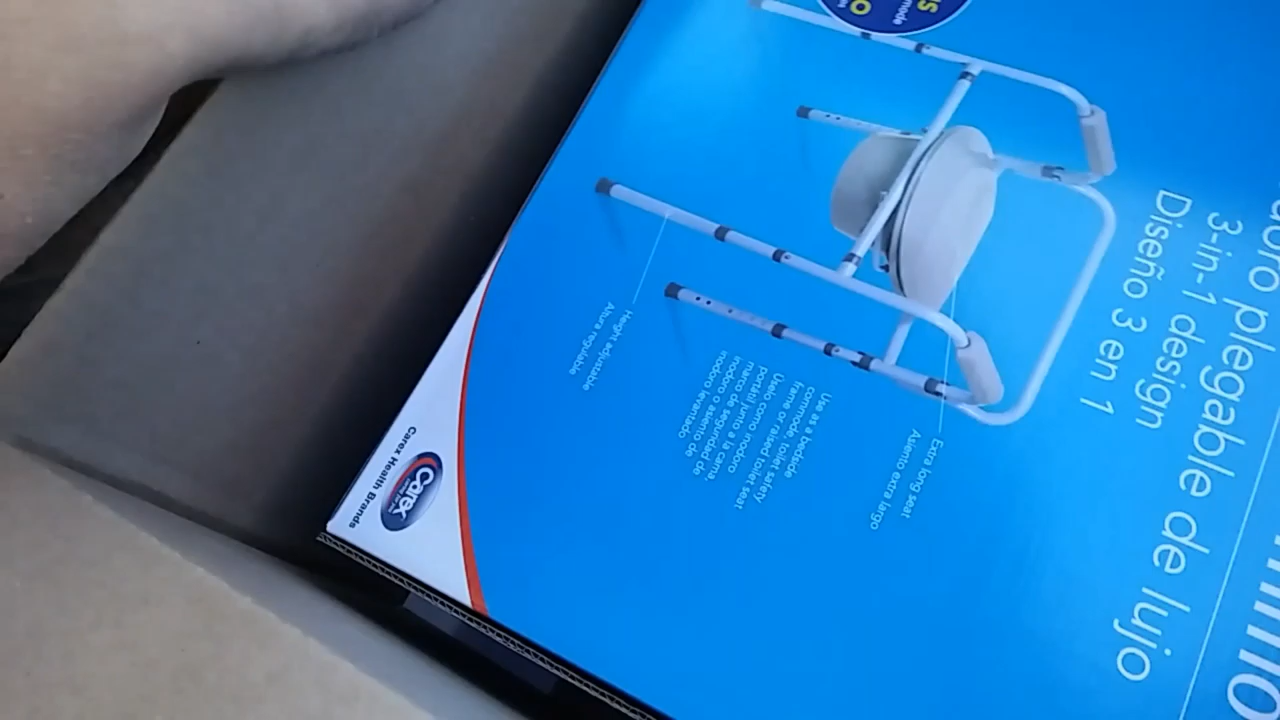 plegable de lujo
3-in-1 design
Diseño 3 en 1
Extra long seat
Asiento extra largo
Use as a bedside
commode, toilet safety
frame or raised toilet seat
Úselo como inodoro
portátil junto a la cama,
marco de seguridad de
inodoro o asiento de
inodoro levantado
Height adjustable
Altura regulable
Carex
Carex Health Brands